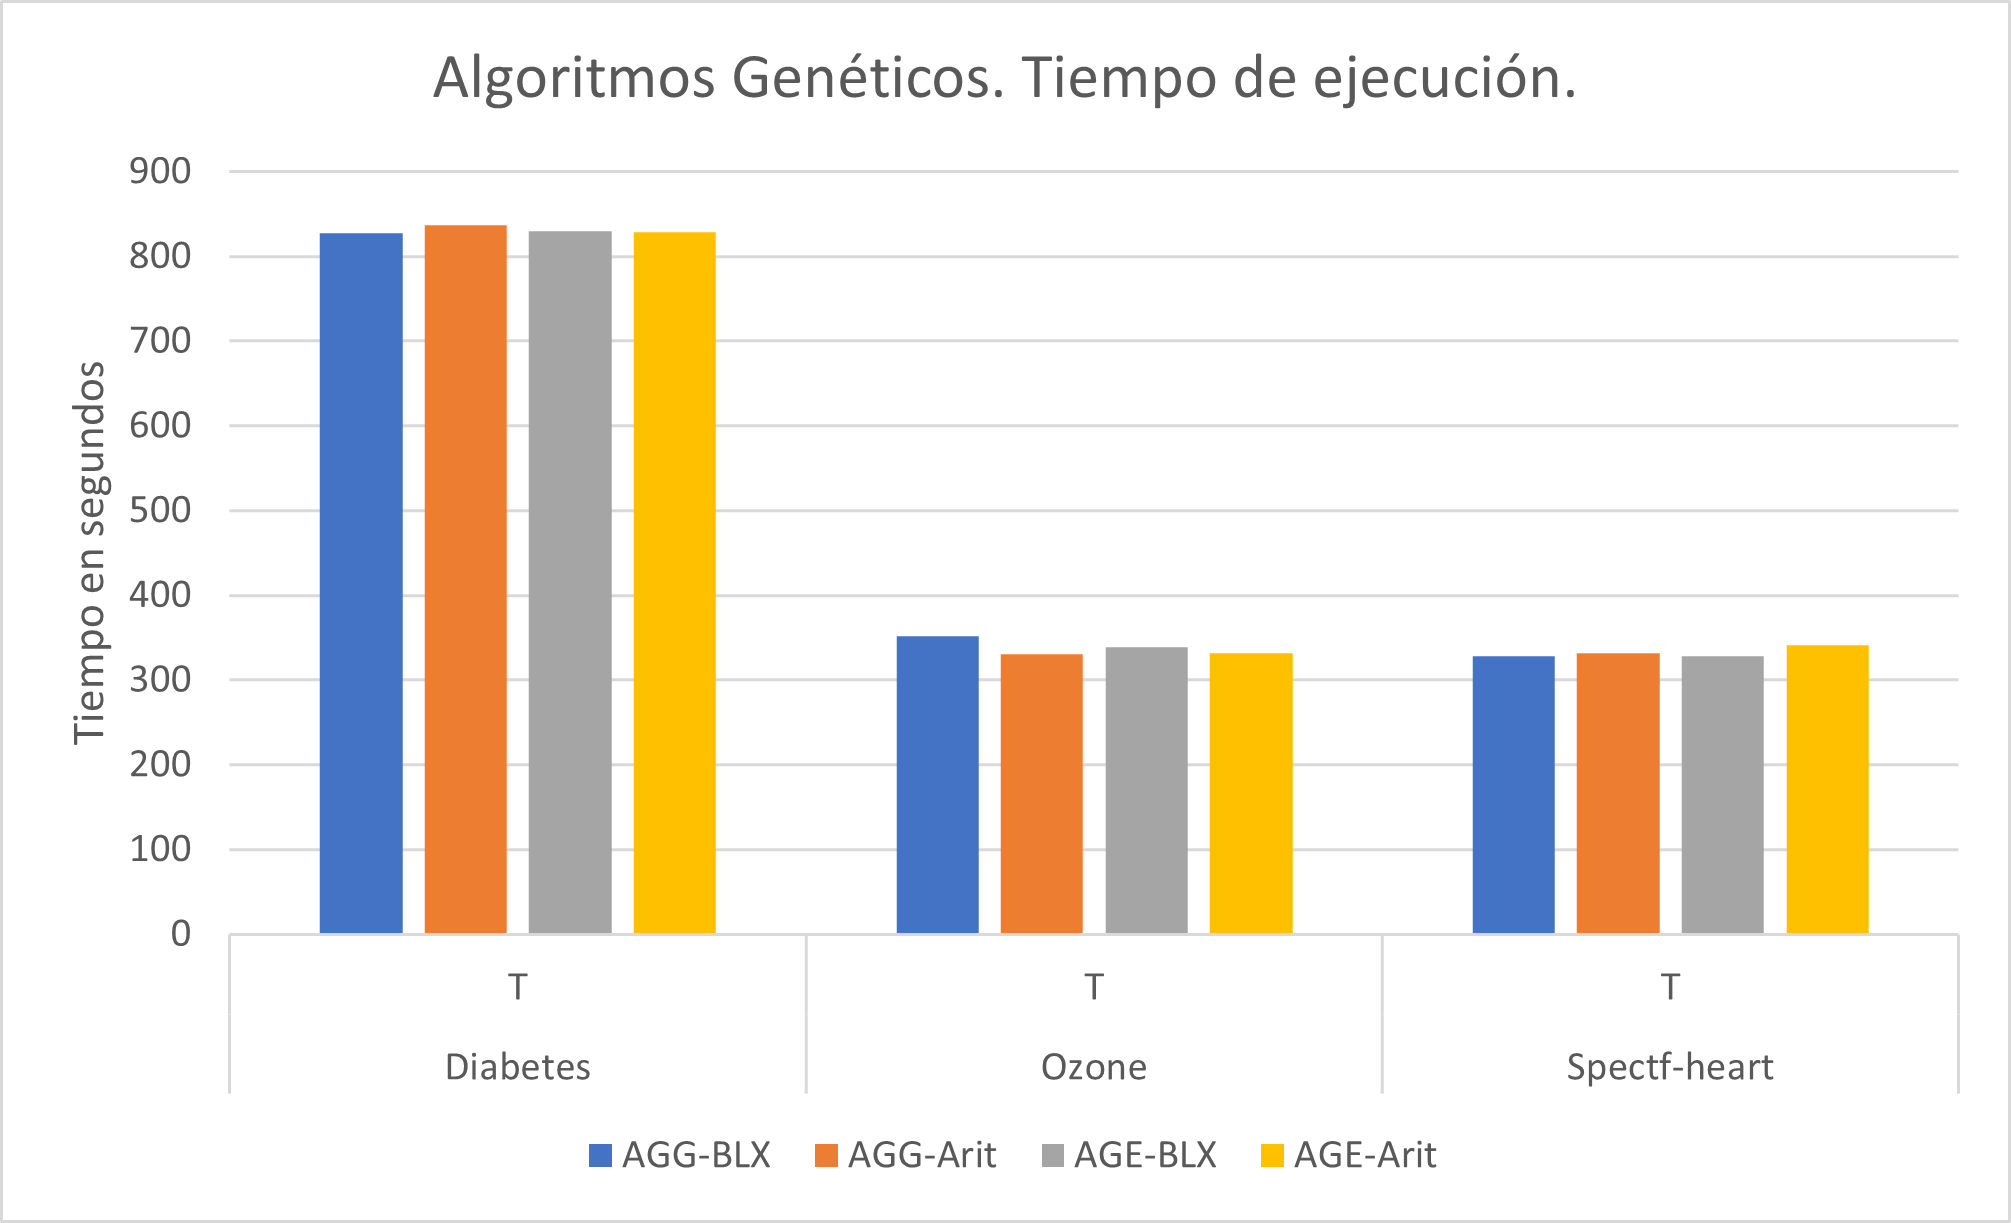 Algoritmos Genéticos. Tiempo de ejecución.
Tiempo en segundos
900
800
700
600
500
400
300
200
100
0
T T T
Diabetes Ozone Spectf-heart
AGG-BLX AGG-Arit AGE-BLX AGE-Arit